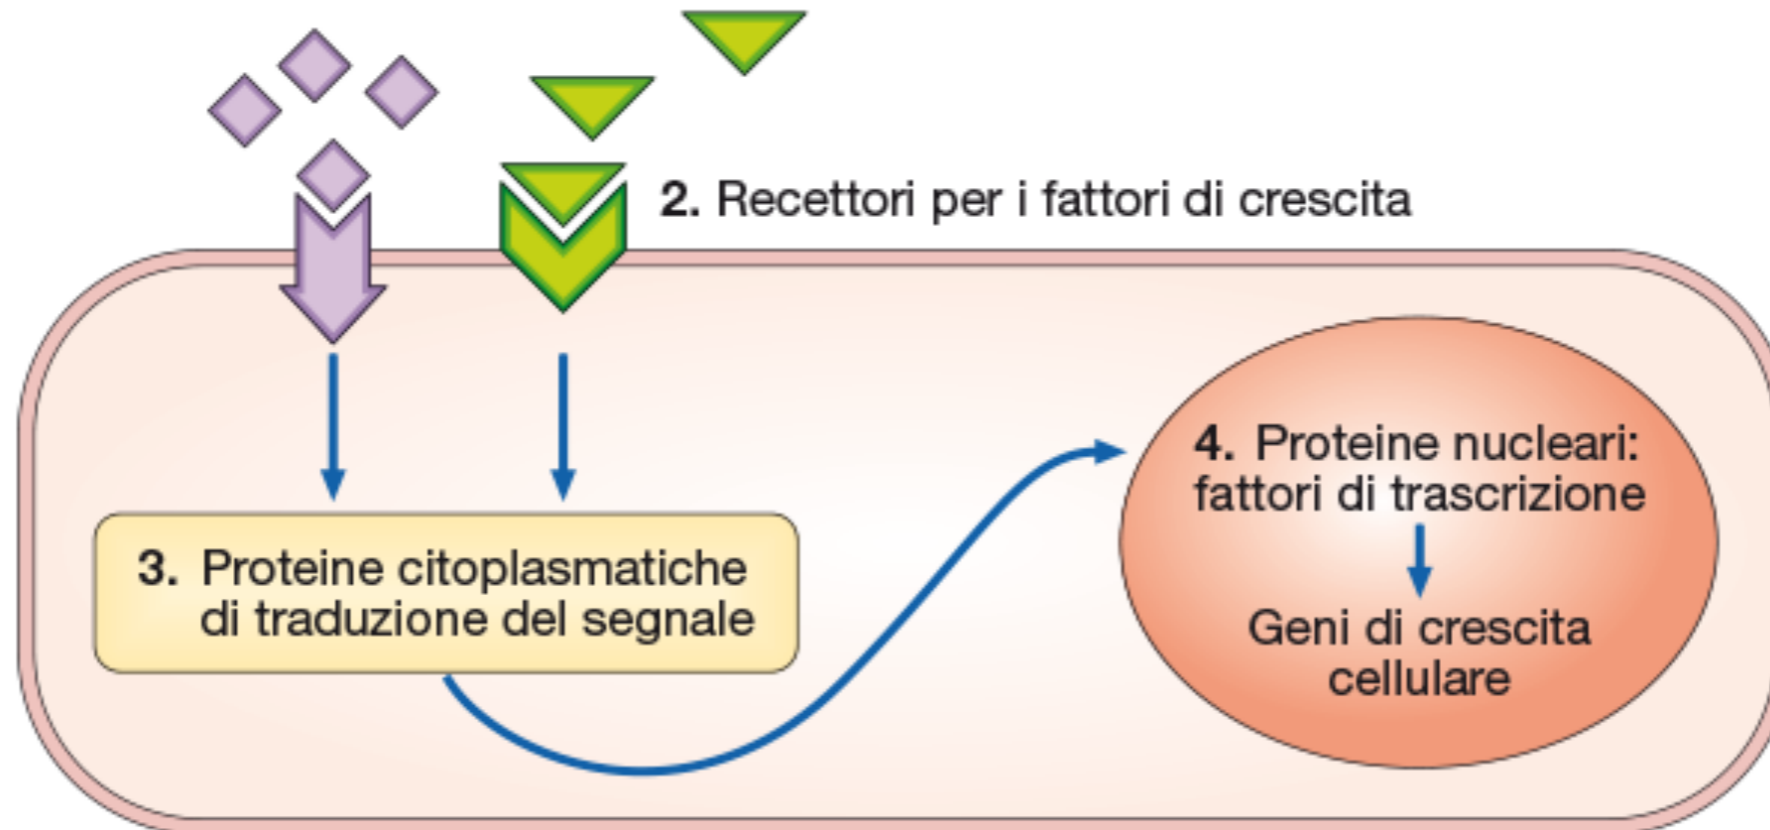 2. Recettori per i fattori di crescita
4. Proteine nucleari:
fattori di trascrizione
3. Proteine citoplasmatiche
di traduzione del segnale
Geni di crescita
cellulare